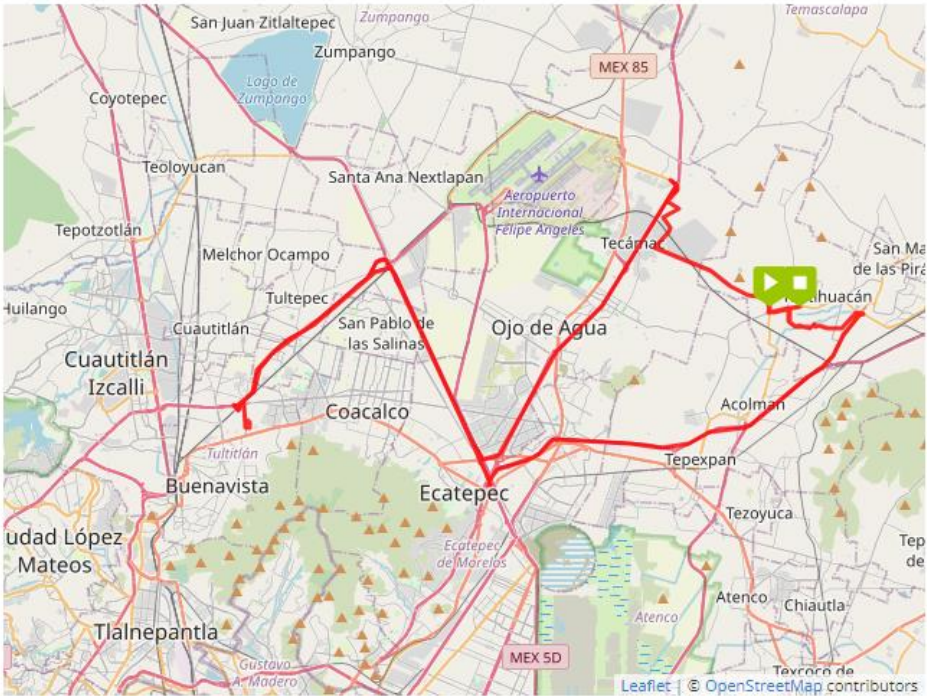 San Juan Zitlaltepec
Zumpango
Temascalapa
Zumpango
MEX 85
Lago de
Zumpango
Coyotepec
Teoloyucan
Santa Ana Nextlapan
Aeropuerto
Internacional
Felipe Ángeles
Tepotzotlán
Tecámac
San Ma
de las Pirá
Melchor Ocampo
Huilango
Tultepec
tihuacán
Cuautitlán
San Pablo de
las Salinas
Ojo de Agua
Cuautitlán
Izcalli
Coacalco
Acolman
Tultitlán
Tepexpan
Buenavista
Ecatepec
Tezoyuca
udad López
Mateos
Ecatepec
de Morelos
Tep
de
Atenco
Chiautla
Atenco
Tlalnepantla
Gustavo
A. Madero
MEX 5D
Texcoco de
Leaflet | © OpenStreetMap contributors